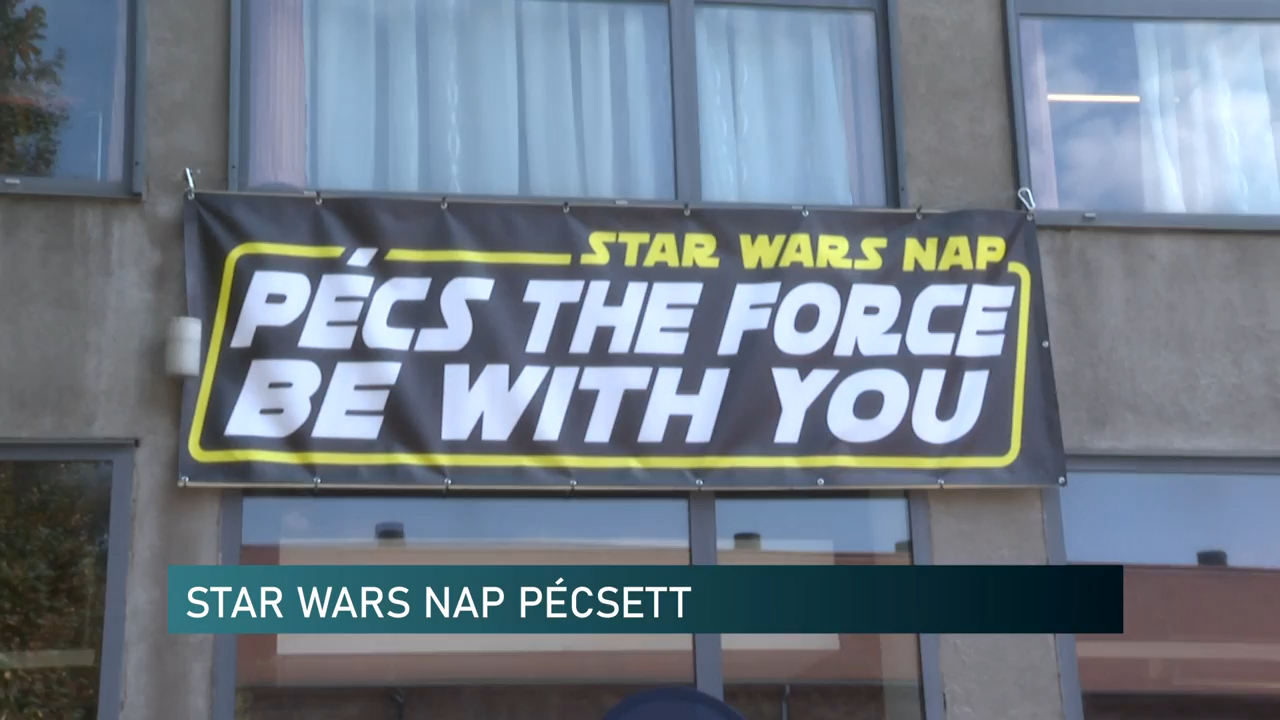 STAR WARS NAP
PÉCS THE FORCE
BE WITH YOU
STAR WARS NAP PÉCSETT